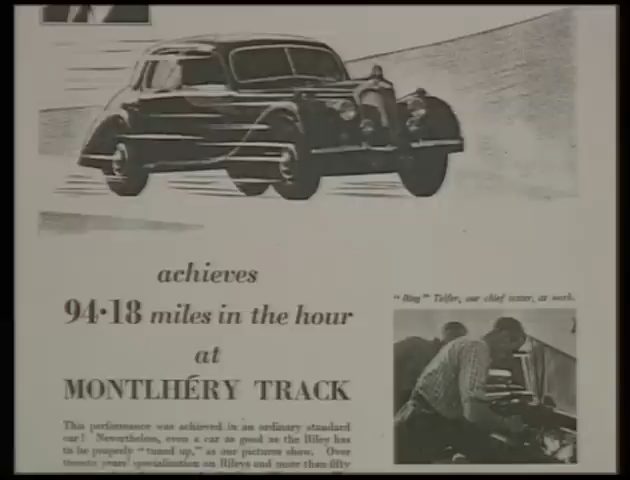 achieves
94·18 miles in the hour
at
MONTLHÉRY TRACK
This performance was achieved in an ordinary standard
car! Nevertheless, even a car as good as the Riley has
to be properly "tuned up," as our pictures show. Over
twenty years' specialisation on Rileys and more than fifty
Telfer, our chief tester, at work.